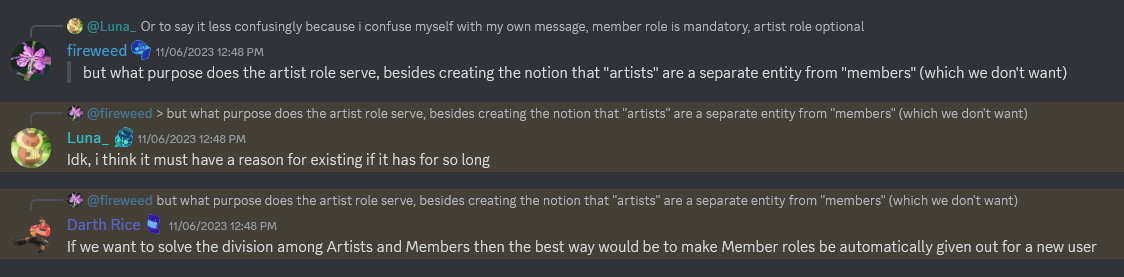 @Luna_ Or to say it less confusingly because i confuse myself with my own message, member role is mandatory, artist role optional
fireweed 11/06/2023 12:48 PM
but what purpose does the artist role serve, besides creating the notion that "artists" are a separate entity from "members" (which we don't want)
@fireweed > but what purpose does the artist role serve, besides creating the notion that "artists" are a separate entity from "members" (which we don't want)
Luna_ 11/06/2023 12:48 PM
Idk, i think it must have a reason for existing if it has for so long
@fireweed but what purpose does the artist role serve, besides creating the notion that "artists" are a separate entity from "members" (which we don't want)
Darth Rice 11/06/2023 12:48 PM
If we want to solve the division among Artists and Members then the best way would be to make Member roles be automatically given out for a new user